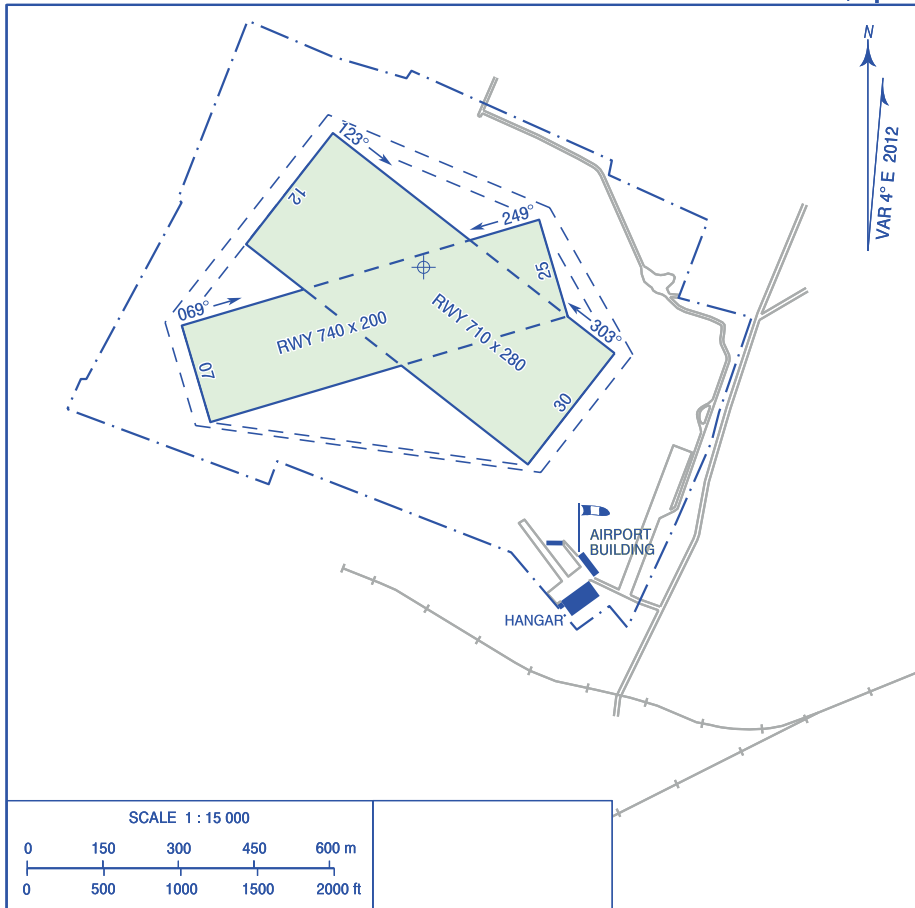 N
VAR 4° E 2012
123°
12
249°
25
069°
07
RWY 740 x 200
RWY 710 x 280
303°
30
AIRPORT
BUILDING
HANGAR
SCALE 1 : 15 000
0 150 300 450 600 m
0 500 1000 1500 2000 ft